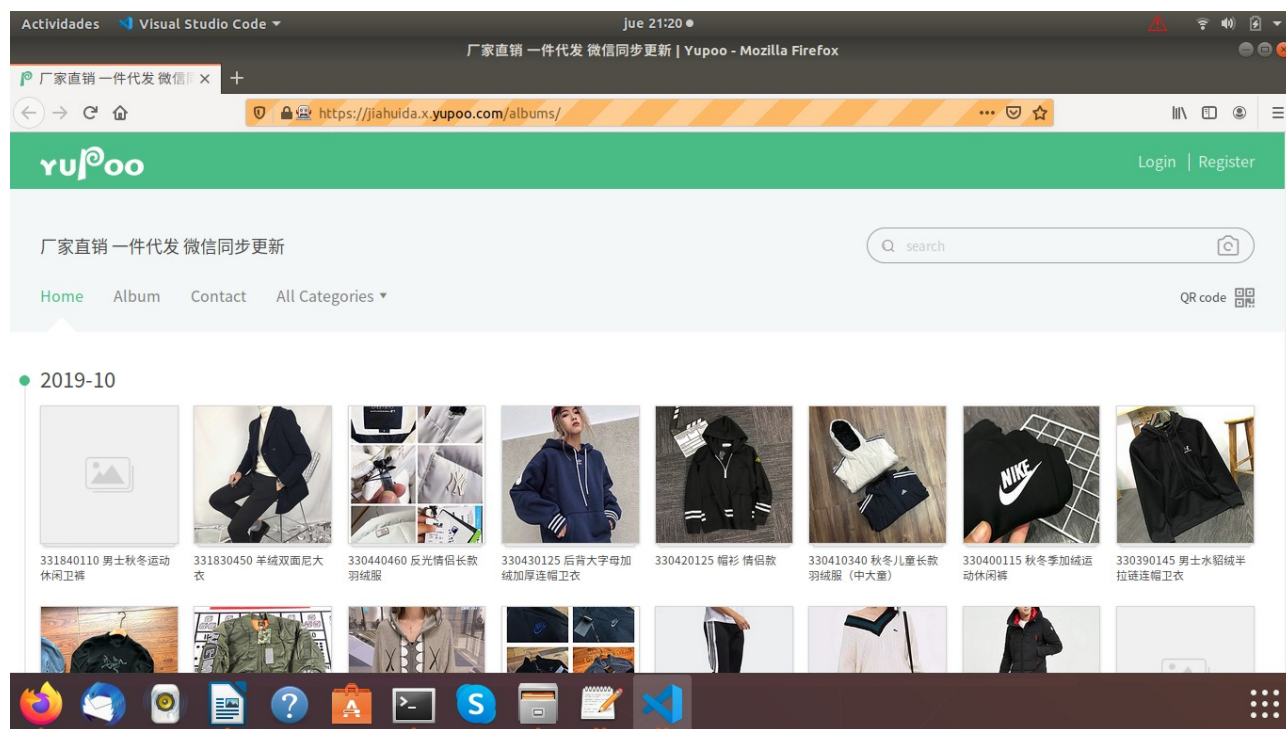 Actividades Visual Studio Code jue 21:20
厂家直销 一件代发 微信同步更新 | Yupoo - Mozilla Firefox
厂家直销 一件代发 微信同
https://jiahuida.x.yupoo.com/albums/
YUPOO
Login | Register
厂家直销 一件代发 微信同步更新
search
Home Album Contact All Categories
QR code
2019-10
NIKE
331840110 男士秋冬运动
休闲卫裤
331830450 羊绒双面尼大
衣
330440460 反光情侣长款
羽绒服
330430125 后背大字母加
绒加厚连帽卫衣
330420125 帽衫 情侣款
330410340 秋冬儿童长款
羽绒服（中大童）
330400115 秋冬季加绒运
动休闲裤
330390145 男士水貂绒半
拉链连帽卫衣